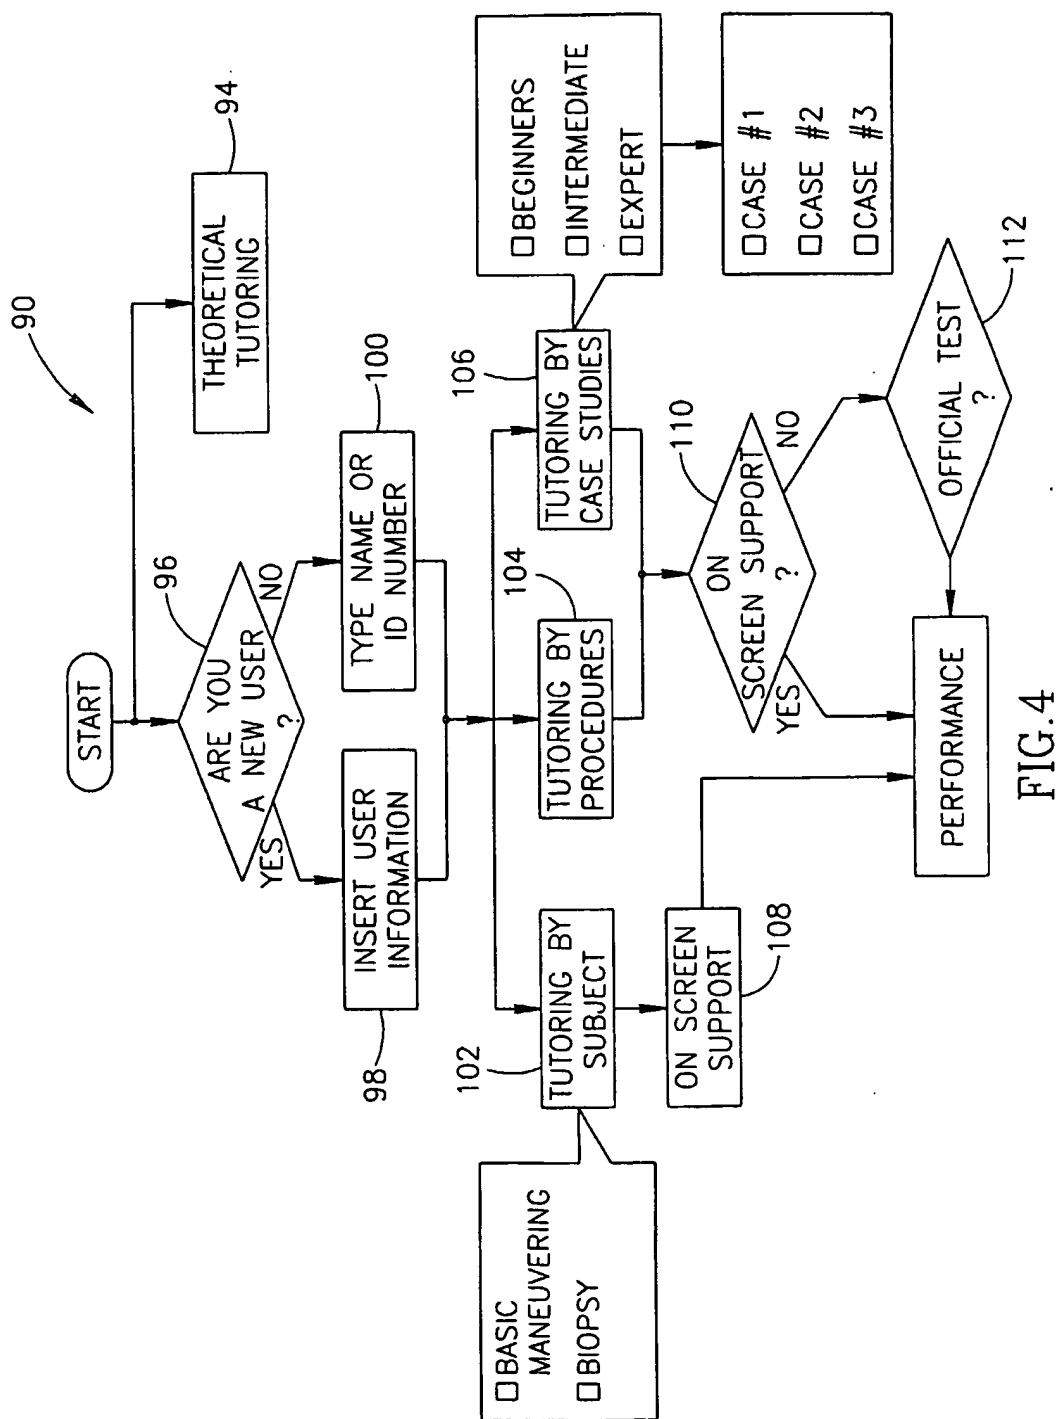 90
START
94
THEORETICAL
TUTORING
96
ARE YOU
A NEW USER
?
YES
NO
98
INSERT USER
INFORMATION
100
TYPE NAME OR
ID NUMBER
102
TUTORING BY
SUBJECT
☐ BASIC
MANEUVERING
☐ BIOPSY
104
TUTORING BY
PROCEDURES
106
TUTORING BY
CASE STUDIES
☐ BEGINNERS
☐ INTERMEDIATE
☐ EXPERT
☐ CASE #1
☐ CASE #2
☐ CASE #3
ON SCREEN
SUPPORT
108
110
ON
SCREEN SUPPORT
?
YES
NO
OFFICIAL TEST
?
112
PERFORMANCE
FIG.4